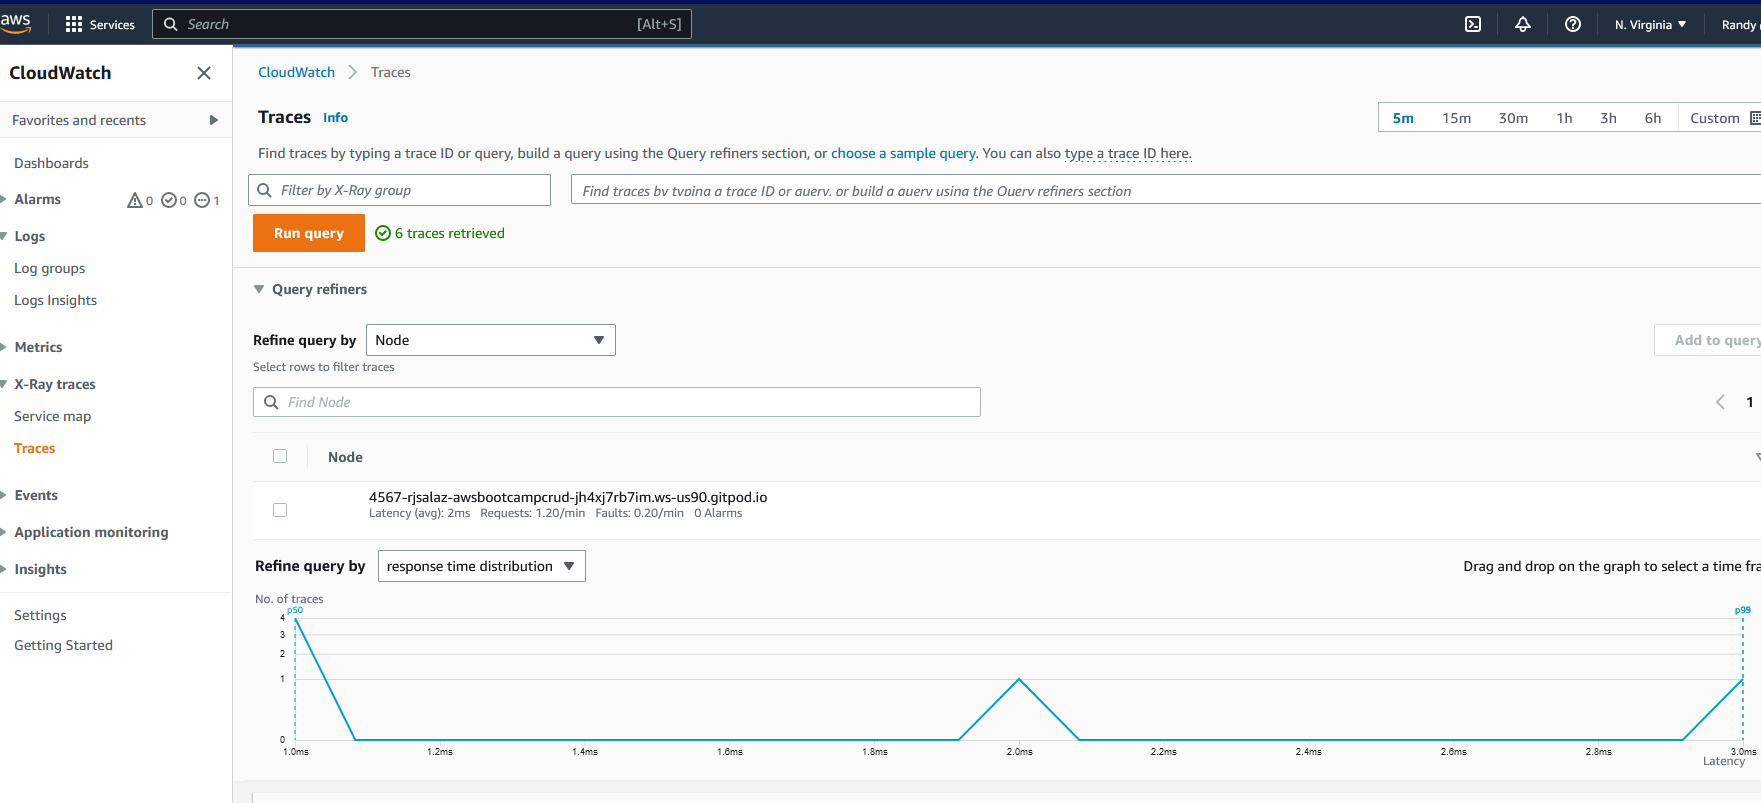 aws
Services
Search
[Alt+S]
N. Virginia
Randy
CloudWatch
Favorites and recents
Dashboards
Alarms 0 0 1
Logs
Log groups
Logs Insights
Metrics
X-Ray traces
Service map
Traces
Events
Application monitoring
Insights
Settings
Getting Started
CloudWatch > Traces
Traces Info
5m 15m 30m 1h 3h 6h Custom
Find traces by typing a trace ID or query, build a query using the Query refiners section, or choose a sample query. You can also type a trace ID here.
Filter by X-Ray group
Find traces by typing a trace ID or query, or build a query using the Query refiners section
Run query
6 traces retrieved
Query refiners
Refine query by Node
Add to query
Select rows to filter traces
Find Node
1
Node
4567-rjsalaz-awsbootcampcrud-jh4xj7rb7im.ws-us90.gitpod.io
Latency (avg): 2ms Requests: 1.20/min Faults: 0.20/min 0 Alarms
Refine query by response time distribution
Drag and drop on the graph to select a time fra
No. of traces
p50
p99
4
3
2
1
0
1.0ms 1.2ms 1.4ms 1.6ms 1.8ms 2.0ms 2.2ms 2.4ms 2.6ms 2.8ms 3.0ms
Latency